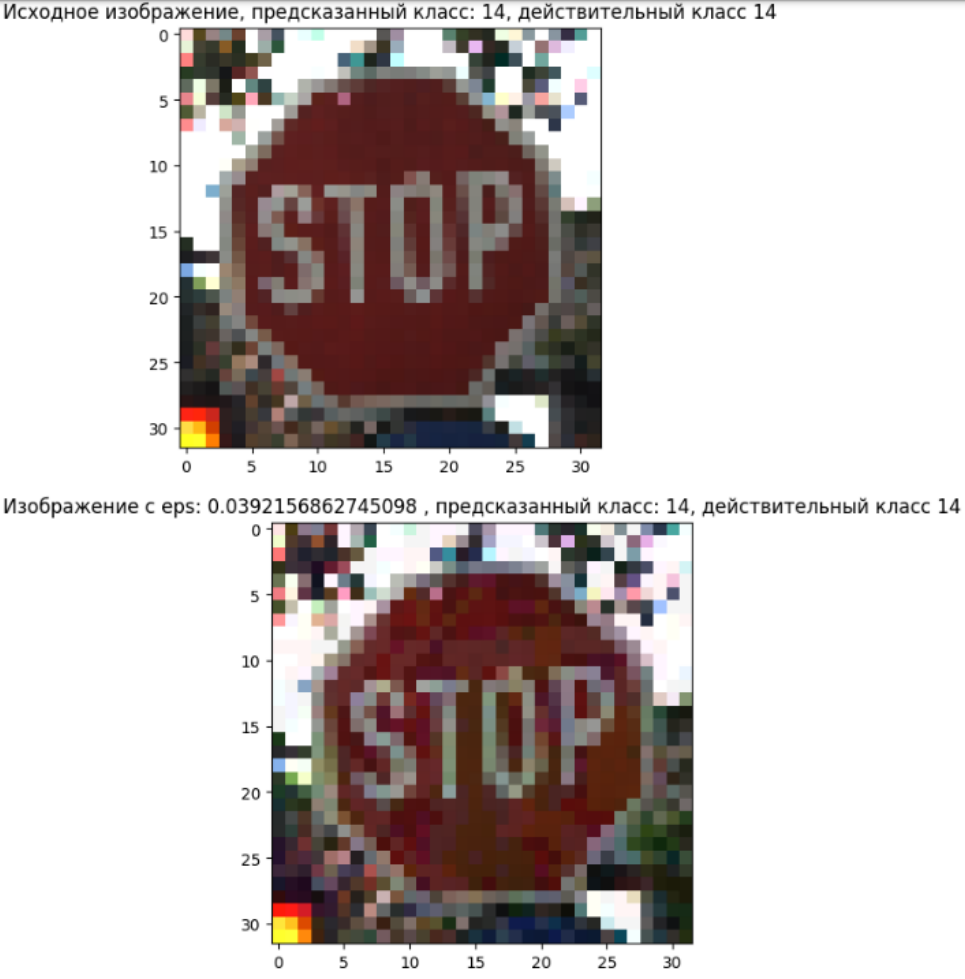 Исходное изображение, предсказанный класс: 14, действительный класс 14
0
5
10
15
20
25
30
STOP
0 5 10 15 20 25 30
Изображение с eps: 0.0392156862745098 , предсказанный класс: 14, действительный класс 14
0
5
10
15
20
25
30
STOP
0 5 10 15 20 25 30